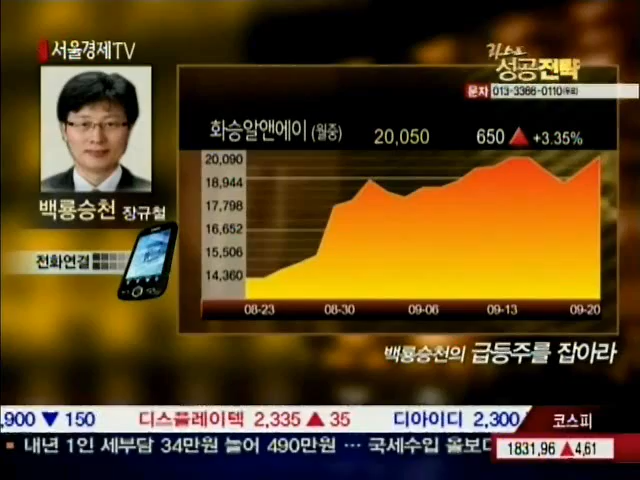 서울경제TV
성공전략
문자 013-3366-0110(무료)
화승알앤에이 (월중) 20,050 650 ▲ +3.35%
20,090
18,944
17,798
16,652
15,506
14,360
08-23 08-30 09-06 09-13 09-20
백룡승천 장규철
전화연결
백룡승천의 급등주를 잡아라
,900 ▼ 150 디스플레이텍 2,335 ▲ 35 디아이디 2,300 코스피
내년 1인 세부담 34만원 늘어 490만원 … 국세수입 올보다
1831,96 ▲4,61